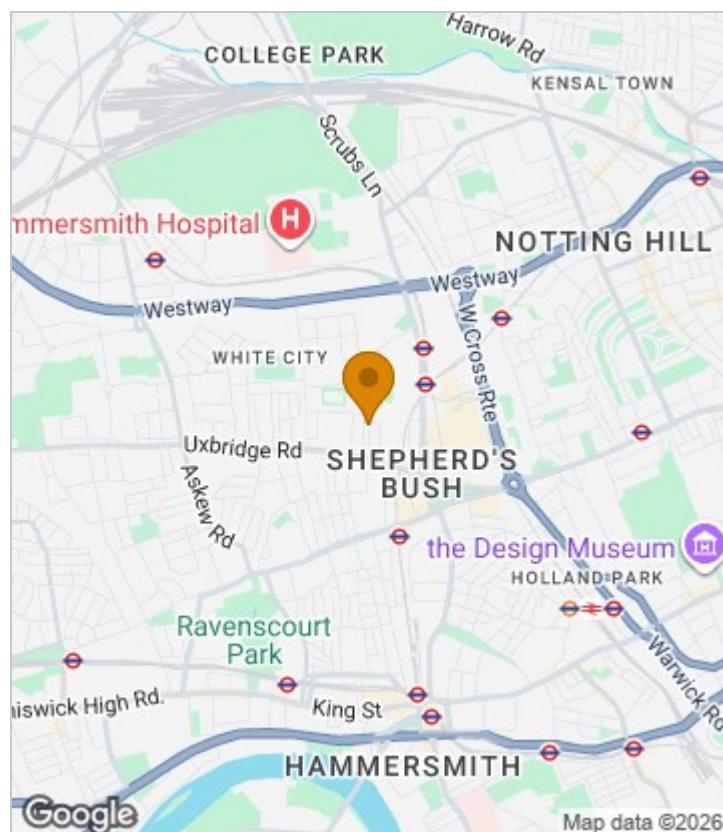 Harrow Rd
COLLEGE PARK
KENSAL TOWN
Scrubs Ln
mmersmith Hospital
H
NOTTING HILL
Westway
Westway
W Cross Rte
WHITE CITY
Uxbridge Rd
SHEPHERD'S
BUSH
Askew Rd
the Design Museum
HOLLAND PARK
Ravenscourt
Park
Warwick Rd
niswick High Rd.
King St
HAMMERSMITH
Google
Map data ©2026